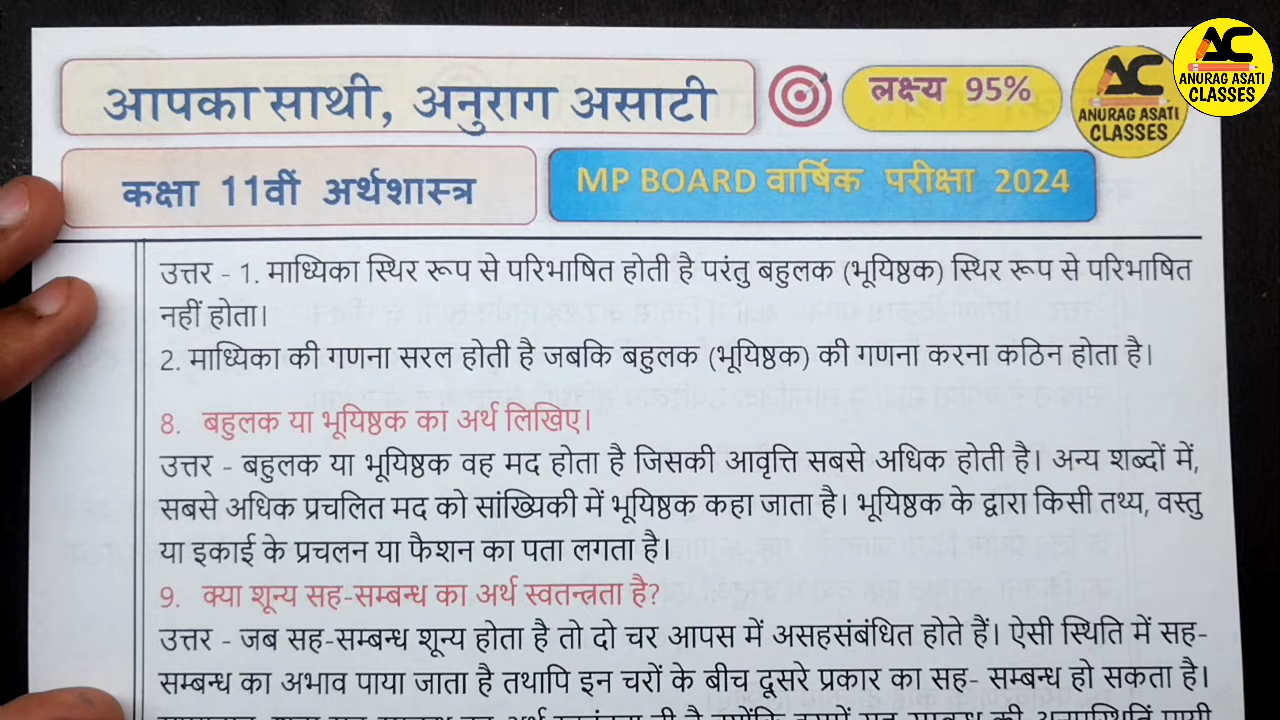 आपका साथी, अनुराग असाटी
लक्ष्य 95%
AC
ANURAG ASATI
CLASSES
AC
ANURAG ASATI
CLASSES
कक्षा 11वीं अर्थशास्त्र
MP BOARD वार्षिक परीक्षा 2024
उत्तर - 1. माध्यिका स्थिर रूप से परिभाषित होती है परंतु बहुलक (भूयिष्ठक) स्थिर रूप से परिभाषित
नहीं होता।
2. माध्यिका की गणना सरल होती है जबकि बहुलक (भूयिष्ठक) की गणना करना कठिन होता है।
8. बहुलक या भूयिष्ठक का अर्थ लिखिए।
उत्तर - बहुलक या भूयिष्ठक वह मद होता है जिसकी आवृत्ति सबसे अधिक होती है। अन्य शब्दों में,
सबसे अधिक प्रचलित मद को सांख्यिकी में भूयिष्ठक कहा जाता है। भूयिष्ठक के द्वारा किसी तथ्य, वस्तु
या इकाई के प्रचलन या फैशन का पता लगता है।
9. क्या शून्य सह-सम्बन्ध का अर्थ स्वतन्त्रता है?
उत्तर - जब सह-सम्बन्ध शून्य होता है तो दो चर आपस में असहसंबंधित होते हैं। ऐसी स्थिति में सह-
सम्बन्ध का अभाव पाया जाता है तथापि इन चरों के बीच दूसरे प्रकार का सह- सम्बन्ध हो सकता है।